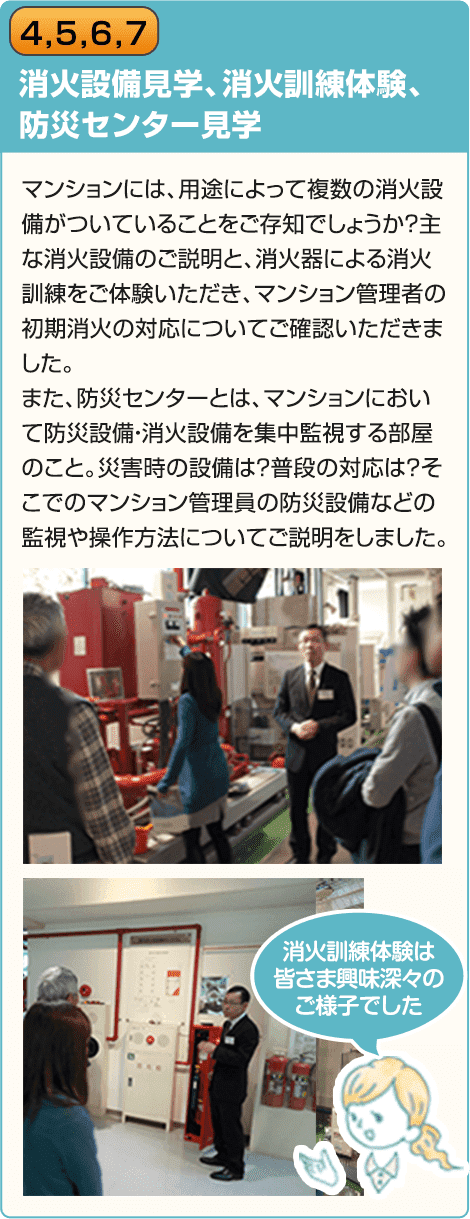 4,5,6,7
消火設備見学、消火訓練体験、
防災センター見学
マンションには、用途によって複数の消火設
備がついていることをご存知でしょうか?主
な消火設備のご説明と、消火器による消火
訓練をご体験いただき、マンション管理者の
初期消火の対応についてご確認いただきま
した。
また、防災センターとは、マンションにおい
て防災設備・消火設備を集中監視する部屋
のこと。災害時の設備は?普段の対応は?そ
こでのマンション管理員の防災設備などの
監視や操作方法についてご説明をしました。
消火訓練体験は
皆さま興味深々の
ご様子でした